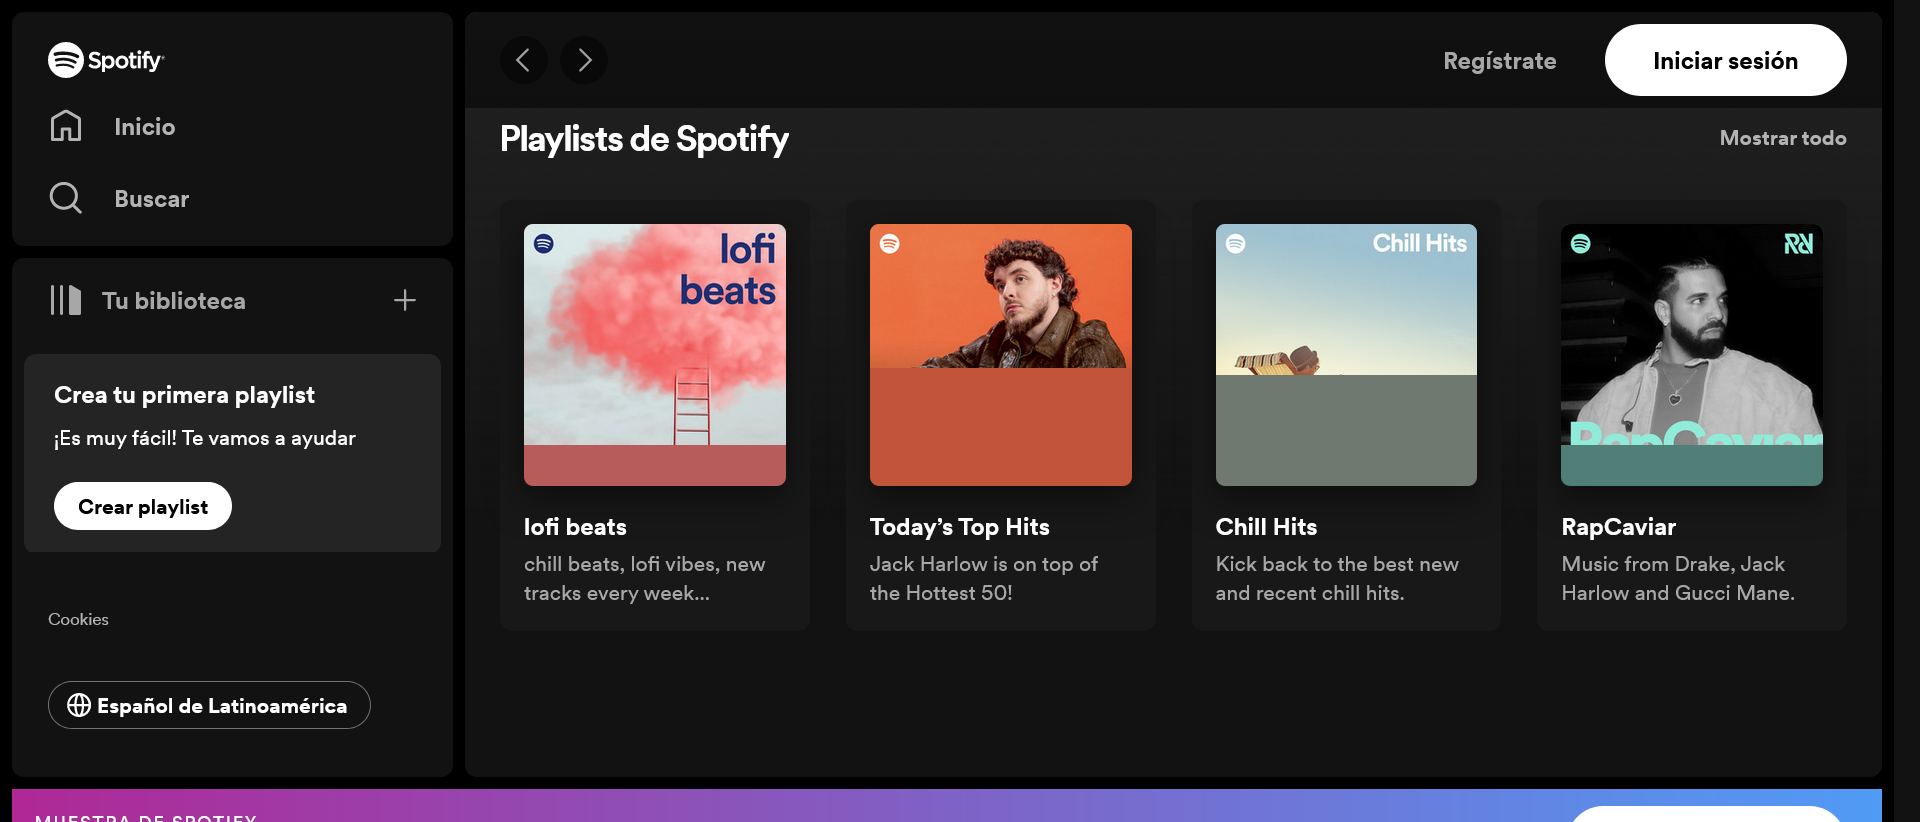 Spotify
Inicio
Buscar
Tu biblioteca
Crea tu primera playlist
¡Es muy fácil! Te vamos a ayudar
Crear playlist
Cookies
Español de Latinoamérica
Regístrate
Iniciar sesión
Playlists de Spotify
Mostrar todo
lofi
beats
lofi beats
chill beats, lofi vibes, new
tracks every week...
Today's Top Hits
Jack Harlow is on top of
the Hottest 50!
Chill Hits
Chill Hits
Kick back to the best new
and recent chill hits.
RapCaviar
RapCaviar
Music from Drake, Jack
Harlow and Gucci Mane.
MUESTRA DE SPOTIFY